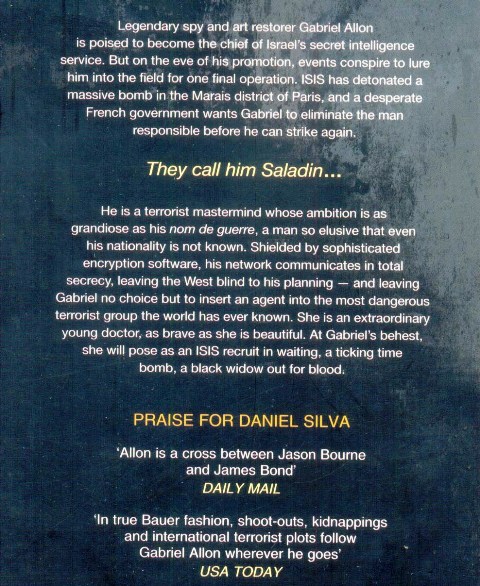 Legendary spy and art restorer Gabriel Allon
is poised to become the chief of Israel's secret intelligence
service. But on the eve of his promotion, events conspire to lure
him into the field for one final operation. ISIS has detonated a
massive bomb in the Marais district of Paris, and a desperate
French government wants Gabriel to eliminate the man
responsible before he can strike again.
They call him Saladin...
He is a terrorist mastermind whose ambition is as
grandiose as his nom de guerre, a man so elusive that even
his nationality is not known. Shielded by sophisticated
encryption software, his network communicates in total
secrecy, leaving the West blind to his planning — and leaving
Gabriel no choice but to insert an agent into the most dangerous
terrorist group the world has ever known. She is an extraordinary
young doctor, as brave as she is beautiful. At Gabriel's behest,
she will pose as an ISIS recruit in waiting, a ticking time
bomb, a black widow out for blood.
PRAISE FOR DANIEL SILVA
'Allon is a cross between Jason Bourne
and James Bond'
DAILY MAIL
'In true Bauer fashion, shoot-outs, kidnappings
and international terrorist plots follow
Gabriel Allon wherever he goes'
USA TODAY